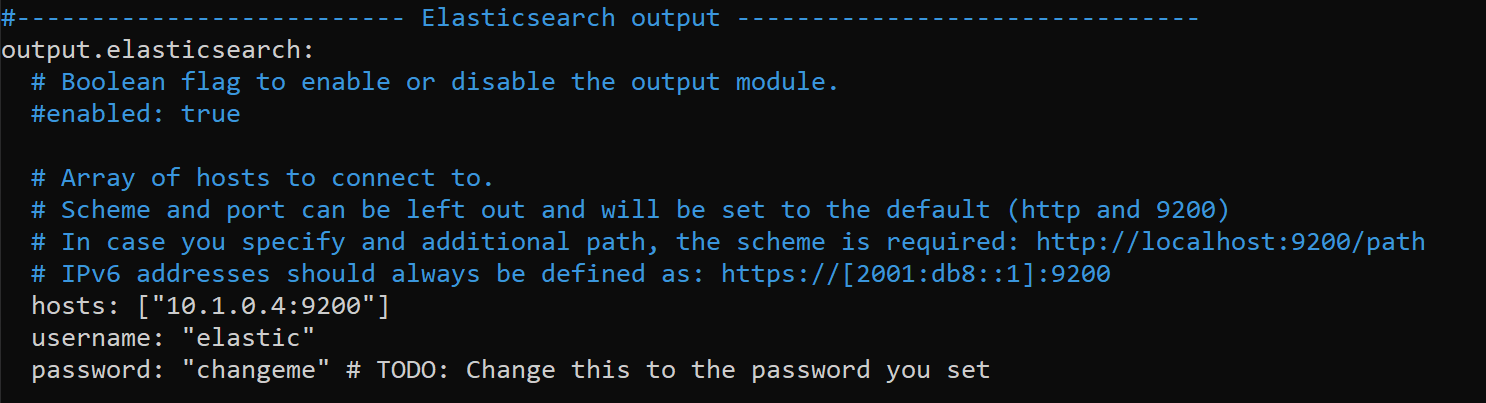 #-------------------------- Elasticsearch output -------------------------------
output.elasticsearch:
# Boolean flag to enable or disable the output module.
#enabled: true
# Array of hosts to connect to.
# Scheme and port can be left out and will be set to the default (http and 9200)
# In case you specify and additional path, the scheme is required: http://localhost:9200/path
# IPv6 addresses should always be defined as: https://[2001:db8::1]:9200
hosts: ["10.1.0.4:9200"]
username: "elastic"
password: "changeme" # TODO: Change this to the password you set